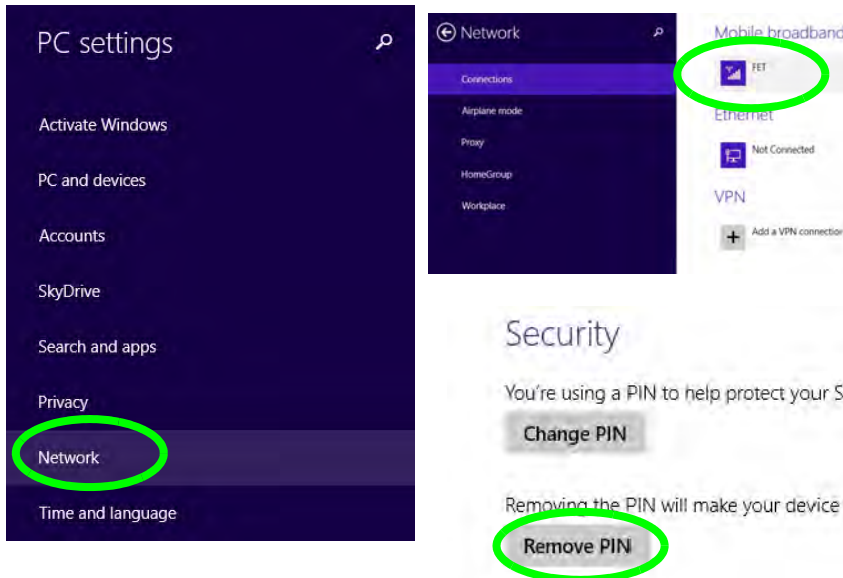 PC settings
Activate Windows
PC and devices
Accounts
SkyDrive
Search and apps
Privacy
Network
Time and language
Network
Connections
Airplane mode
Proxy
HomeGroup
Workplace
Mobile broadband
FET
Ethernet
Not Connected
VPN
Add a VPN connection
Security
You're using a PIN to help protect your S
Change PIN
Removing the PIN will make your device
Remove PIN